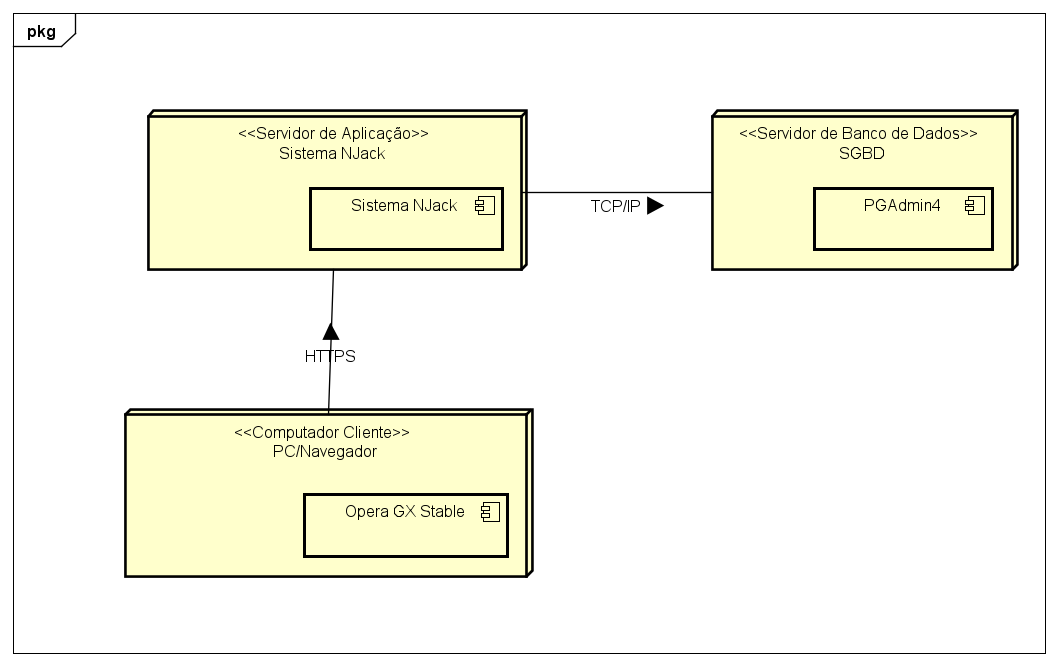 pkg
<<Servidor de Aplicação>>
Sistema NJack
Sistema NJack
<<Servidor de Banco de Dados>>
SGBD
PGAdmin4
TCP/IP
HTTPS
<<Computador Cliente>>
PC/Navegador
Opera GX Stable